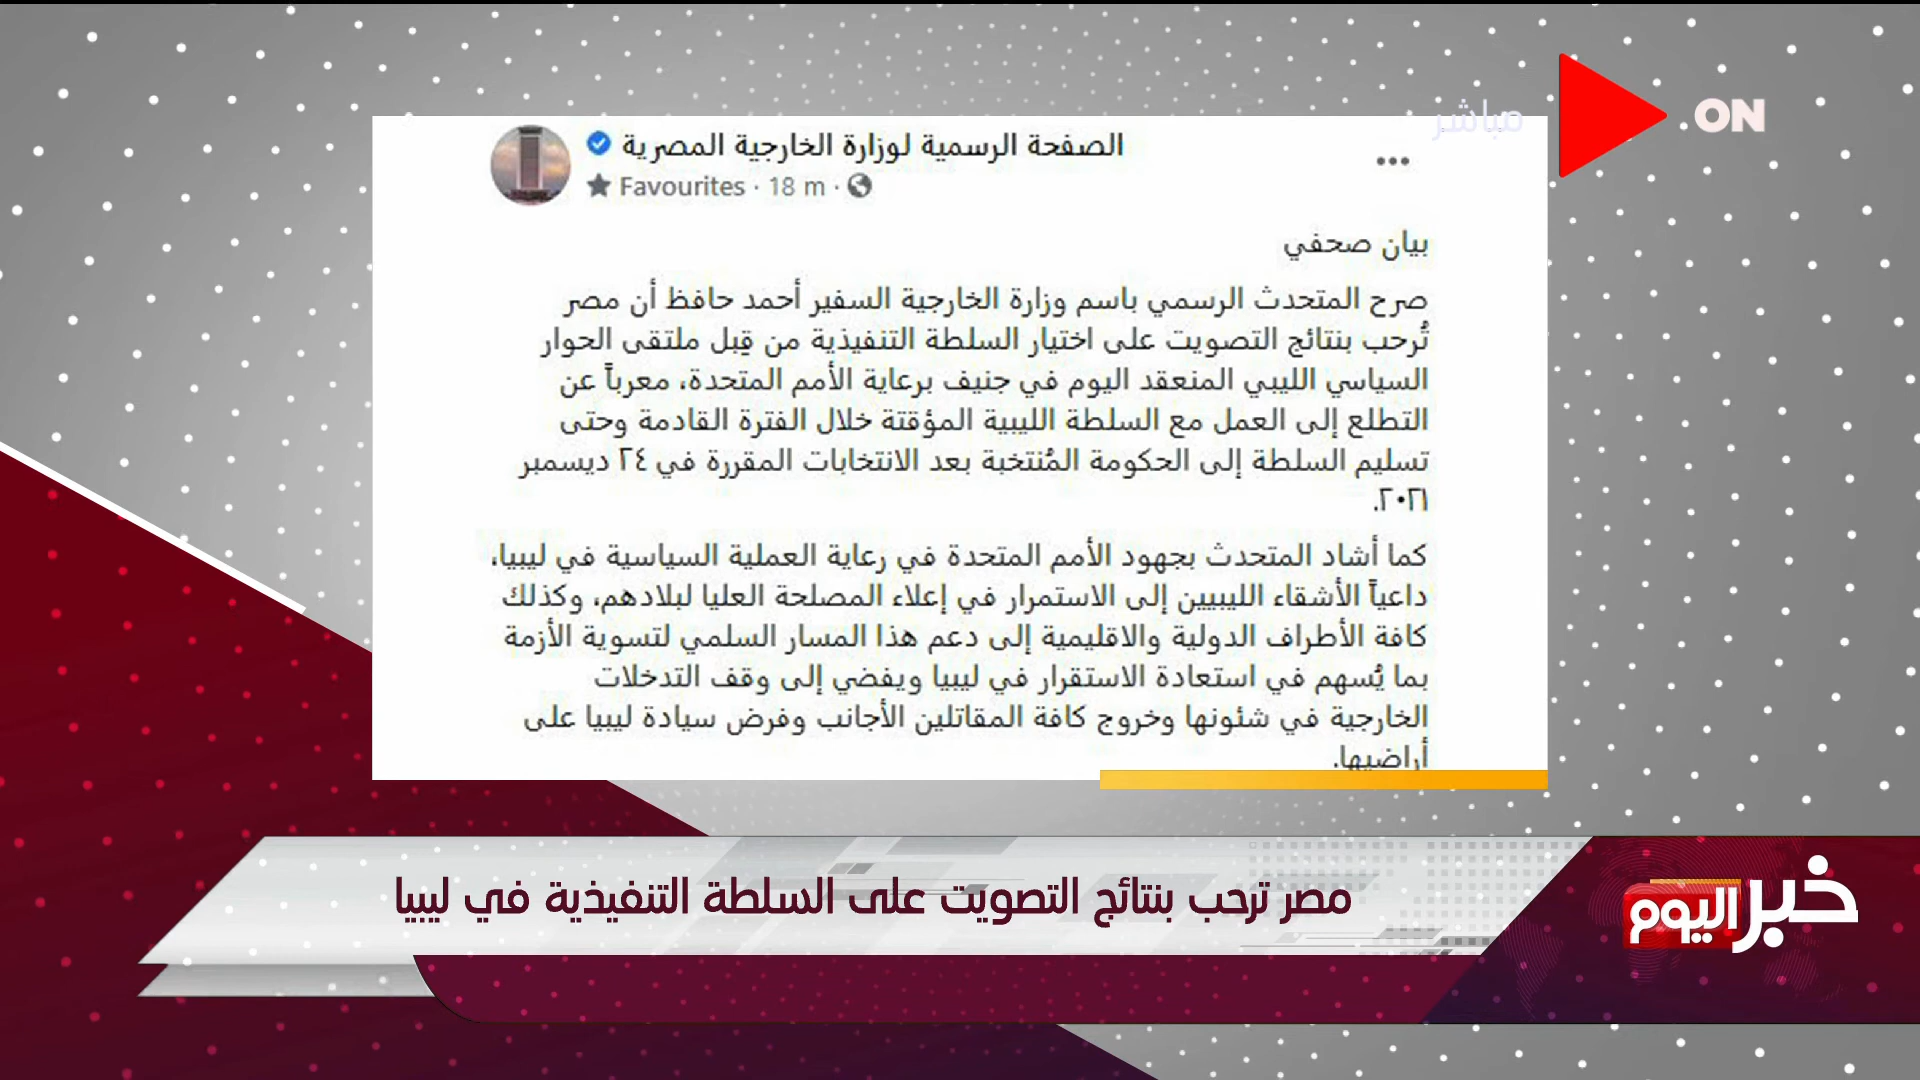 مباشر
ON
الصفحة الرسمية لوزارة الخارجية المصرية
Favourites · 18 m ·
بيان صحفي
صرح المتحدث الرسمي باسم وزارة الخارجية السفير أحمد حافظ أن مصر
تُرحب بنتائج التصويت على اختيار السلطة التنفيذية من قِبل ملتقى الحوار
السياسي الليبي المنعقد اليوم في جنيف برعاية الأمم المتحدة، معرباً عن
التطلع إلى العمل مع السلطة الليبية المؤقتة خلال الفترة القادمة وحتى
تسليم السلطة إلى الحكومة المُنتخبة بعد الانتخابات المقررة في ٢٤ ديسمبر
٢٠٢١.
كما أشاد المتحدث بجهود الأمم المتحدة في رعاية العملية السياسية في ليبيا،
داعياً الأشقاء الليبيين إلى الاستمرار في إعلاء المصلحة العليا لبلادهم، وكذلك
كافة الأطراف الدولية والاقليمية إلى دعم هذا المسار السلمي لتسوية الأزمة
بما يُسهم في استعادة الاستقرار في ليبيا ويفضي إلى وقف التدخلات
الخارجية في شئونها وخروج كافة المقاتلين الأجانب وفرض سيادة ليبيا على
أراضيها.
مصر ترحب بنتائج التصويت على السلطة التنفيذية في ليبيا
خبر اليوم